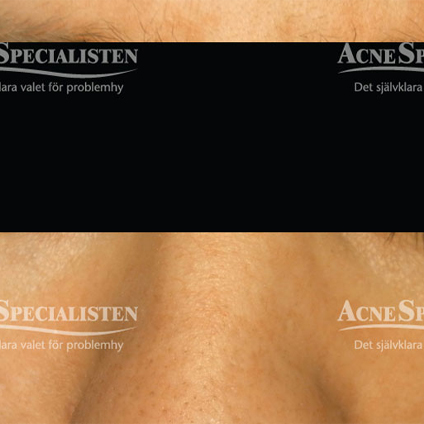 SPECIALISTEN ACNESP
lara valet för problemhy Det självklara
SPECIALISTEN ACNESP
lara valet för problemhy Det självklara